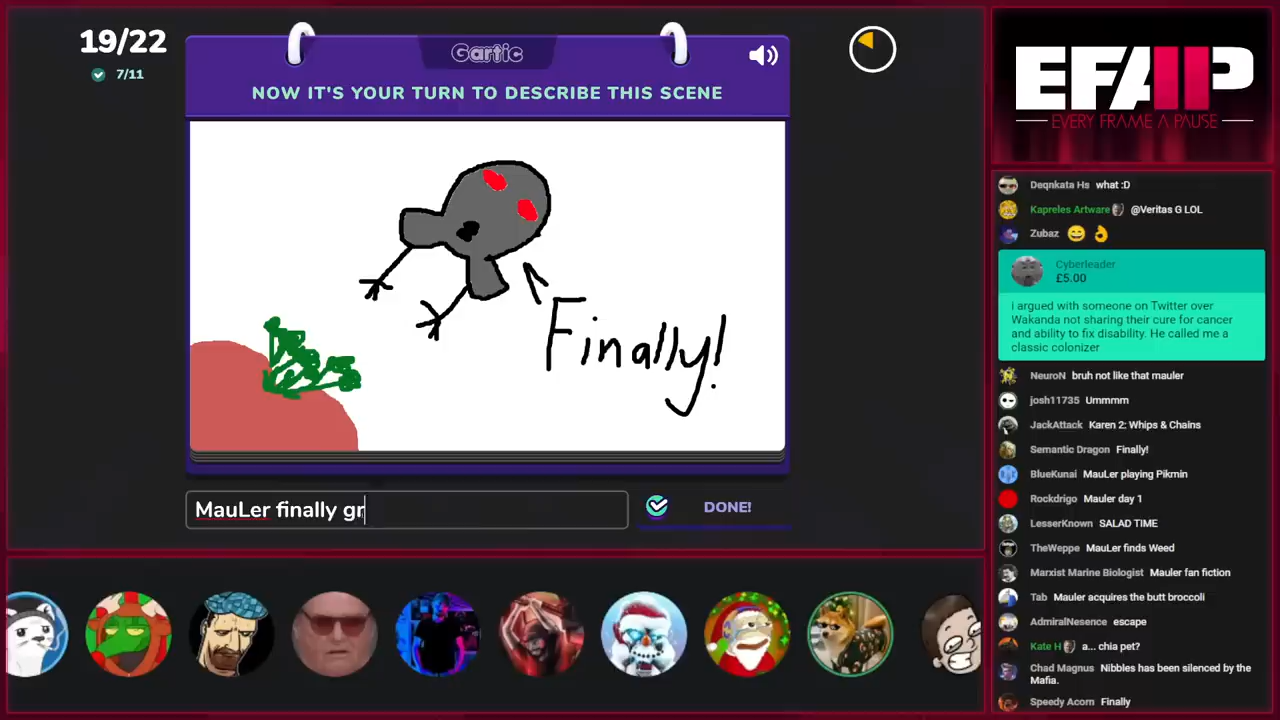 19/22
7/11
Gartic
NOW IT'S YOUR TURN TO DESCRIBE THIS SCENE
Finally!
MauLer finally gr
DONE!
EFAP
EVERY FRAME A PAUSE
Deqnkata Hs what :D
Kapreles Artware @Veritas G LOL
Zubaz 😄 👌
Cyberleader
£5.00
I argued with someone on Twitter over
Wakanda not sharing their cure for cancer
and ability to fix disability. He called me a
classic colonizer
NeuroN bruh not like that mauler
josh11735 Ummmm
JackAttack Karen 2: Whips & Chains
Semantic Dragon Finally!
BlueKunai MauLer playing Pikmin
Rockdrigo Mauler day 1
LesserKnown SALAD TIME
TheWeppe MauLer finds Weed
Marxist Marine Biologist Mauler fan fiction
Tab Mauler acquires the butt broccoli
AdmiralNesence escape
Kate H a... chia pet?
Chad Magnus Nibbles has been silenced by the
Mafia.
Speedy Acorn Finally